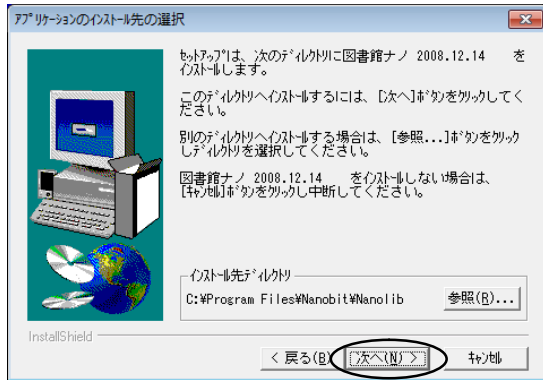 ｱﾌﾟﾘｹｰｼｮﾝのｲﾝｽﾄｰﾙ先の選択
ｾｯﾄｱｯﾌﾟは、次のﾃﾞｨﾚｸﾄﾘに図書館ナノ 2008.12.14 を
ｲﾝｽﾄｰﾙします。
このﾃﾞｨﾚｸﾄﾘへｲﾝｽﾄｰﾙするには、[次へ]ﾎﾞﾀﾝをｸﾘｯｸしてく
ださい。
別のﾃﾞｨﾚｸﾄﾘへｲﾝｽﾄｰﾙする場合は、[参照...]ﾎﾞﾀﾝをｸﾘｯｸ
しﾃﾞｨﾚｸﾄﾘを選択してください。
図書館ナノ 2008.12.14 をｲﾝｽﾄｰﾙしない場合は、
[ｷｬﾝｾﾙ]ﾎﾞﾀﾝをｸﾘｯｸし中断してください。
ｲﾝｽﾄｰﾙ先ﾃﾞｨﾚｸﾄﾘ
C:¥Program Files¥Nanobit¥Nanolib 参照(R)...
InstallShield
< 戻る(B) 次へ(N) > ｷｬﾝｾﾙ